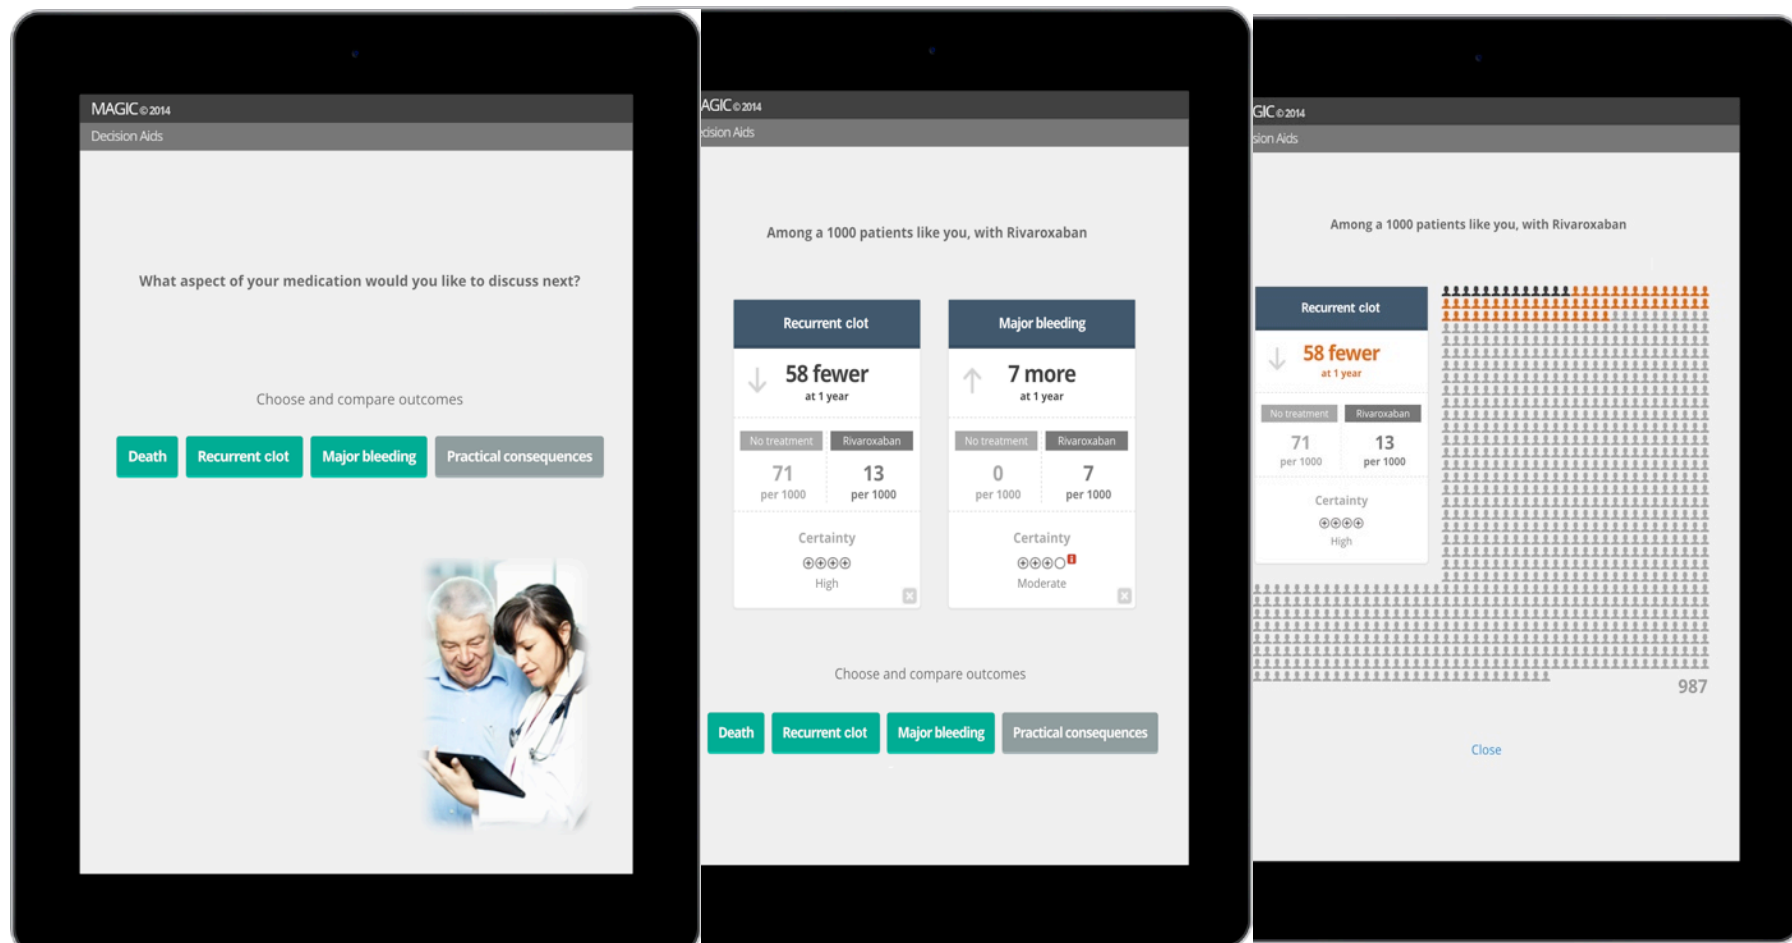 MAGIC © 2014
Decision Aids
What aspect of your medication would you like to discuss next?
Choose and compare outcomes
Death
Recurrent clot
Major bleeding
Practical consequences
AGIC © 2014
cision Aids
Among a 1000 patients like you, with Rivaroxaban
Recurrent clot
58 fewer
at 1 year
No treatment
Rivaroxaban
71
13
per 1000
per 1000
Certainty
High
Major bleeding
7 more
at 1 year
No treatment
Rivaroxaban
0
7
per 1000
per 1000
Certainty
Moderate
Choose and compare outcomes
Death
Recurrent clot
Major bleeding
Practical consequences
GIC © 2014
sion Aids
Among a 1000 patients like you, with Rivaroxaban
Recurrent clot
58 fewer
at 1 year
No treatment
Rivaroxaban
71
13
per 1000
per 1000
Certainty
High
987
Close